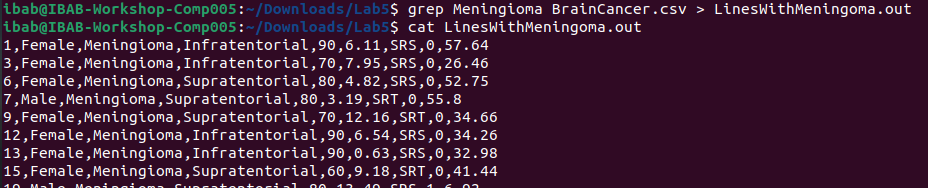 ibab@IBAB-Workshop-Comp005:~/Downloads/Lab5$ grep Meningioma BrainCancer.csv > LinesWithMeningoma.out
ibab@IBAB-Workshop-Comp005:~/Downloads/Lab5$ cat LinesWithMeningoma.out
1,Female,Meningioma,Infratentorial,90,6.11,SRS,0,57.64
3,Female,Meningioma,Infratentorial,70,7.95,SRS,0,26.46
6,Female,Meningioma,Supratentorial,80,4.82,SRS,0,52.75
7,Male,Meningioma,Supratentorial,80,3.19,SRT,0,55.8
9,Female,Meningioma,Supratentorial,70,12.16,SRT,0,34.66
12,Female,Meningioma,Infratentorial,90,6.54,SRS,0,34.26
13,Female,Meningioma,Infratentorial,90,0.63,SRS,0,32.98
15,Female,Meningioma,Supratentorial,60,9.18,SRT,0,41.44
Male,Meningioma,Supratentorial,80